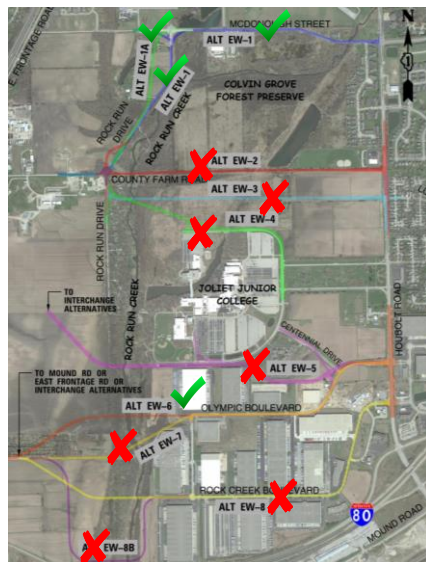 MCDONOUGH STREET
N
E. FRONTAGE ROAD
ALT EW-1A
ALT EW-1
ALT EW-1
COLVIN GROVE
FOREST PRESERVE
ROCK RUN
DRIVE
ROCK RUN CREEK
ALT EW-2
COUNTY FARM ROAD
ALT EW-3
ALT EW-4
ROCK RUN DRIVE
JOLIET JUNIOR
COLLEGE
HOUBOLT ROAD
TO
INTERCHANGE
ALTERNATIVES
ROCK RUN CREEK
CENTENNIAL DRIVE
TO MOUND RD OR
EAST FRONTAGE RD OR
INTERCHANGE ALTERNATIVES
ALT EW-5
ALT EW-6
OLYMPIC BOULEVARD
ALT EW-7
ROCK CREEK BOULEVARD
ALT EW-8
80
MOUND ROAD
ALT EW-8B